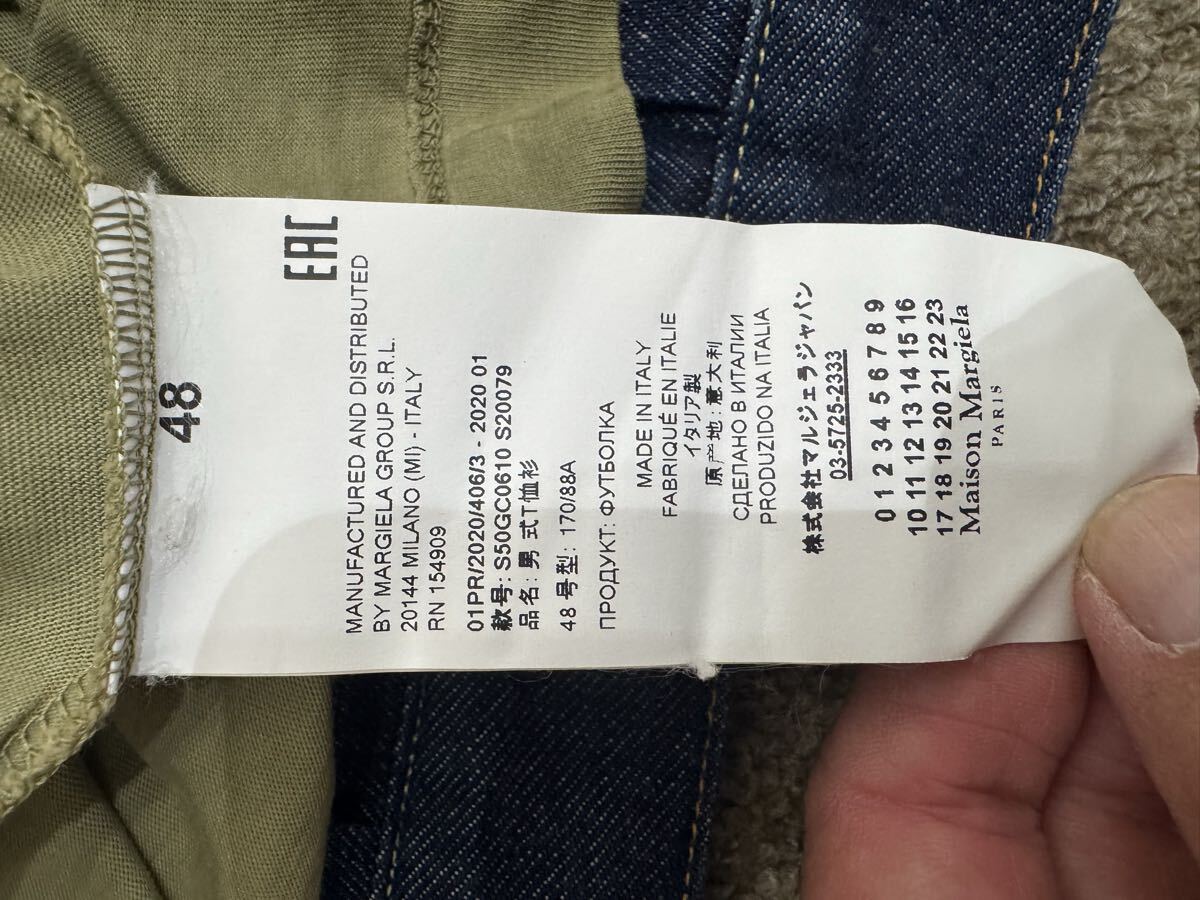 48
EAC
MANUFACTURED AND DISTRIBUTED
BY MARGIELA GROUP S.R.L.
20144 MILANO (MI) - ITALY
RN 154909
01PR/2020/406/3 - 2020 01
款号: S50GC0610 S20079
品名: 男 式T恤衫
48 号型: 170/88A
ПРОДУКТ: ФУТБОЛКА
MADE IN ITALY
FABRIQUÉ EN ITALIE
イタリア製
原产地: 意大利
СДЕЛАНО В ИТАЛИИ
PRODUZIDO NA ITALIA
株式会社マルジェラジャパン
03-5725-2333
0 1 2 3 4 5 6 7 8 9
10 11 12 13 14 15 16
17 18 19 20 21 22 23
Maison Margiela
PARIS